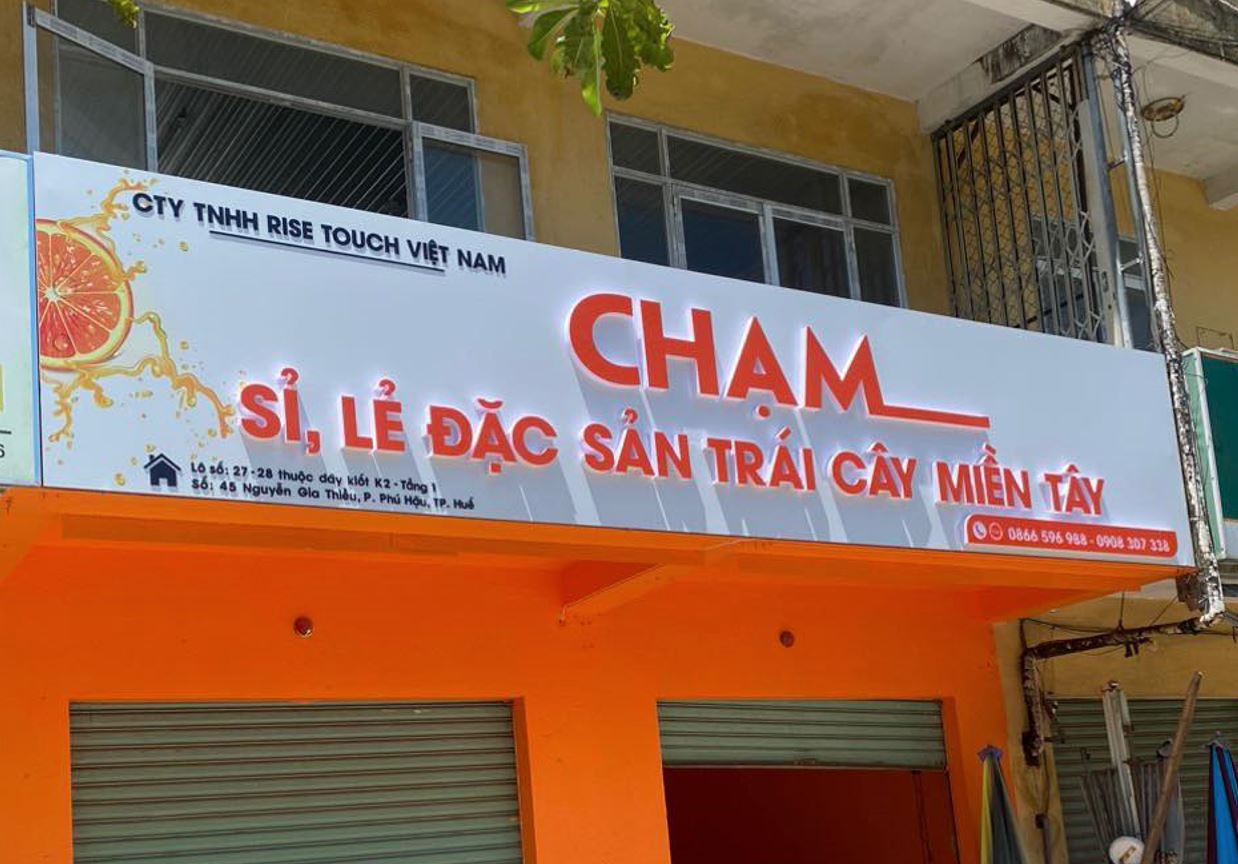 CTY TNHH RISE TOUCH VIỆT NAM
CHẠM
SỈ, LẺ ĐẶC SẢN TRÁI CÂY MIỀN TÂY
Lô số: 27 - 28 thuộc dãy kiốt K2 - Tầng 1
Số: 45 Nguyễn Gia Thiều, P. Phú Hậu, TP. Huế
0866 596 988 - 0908 307 338